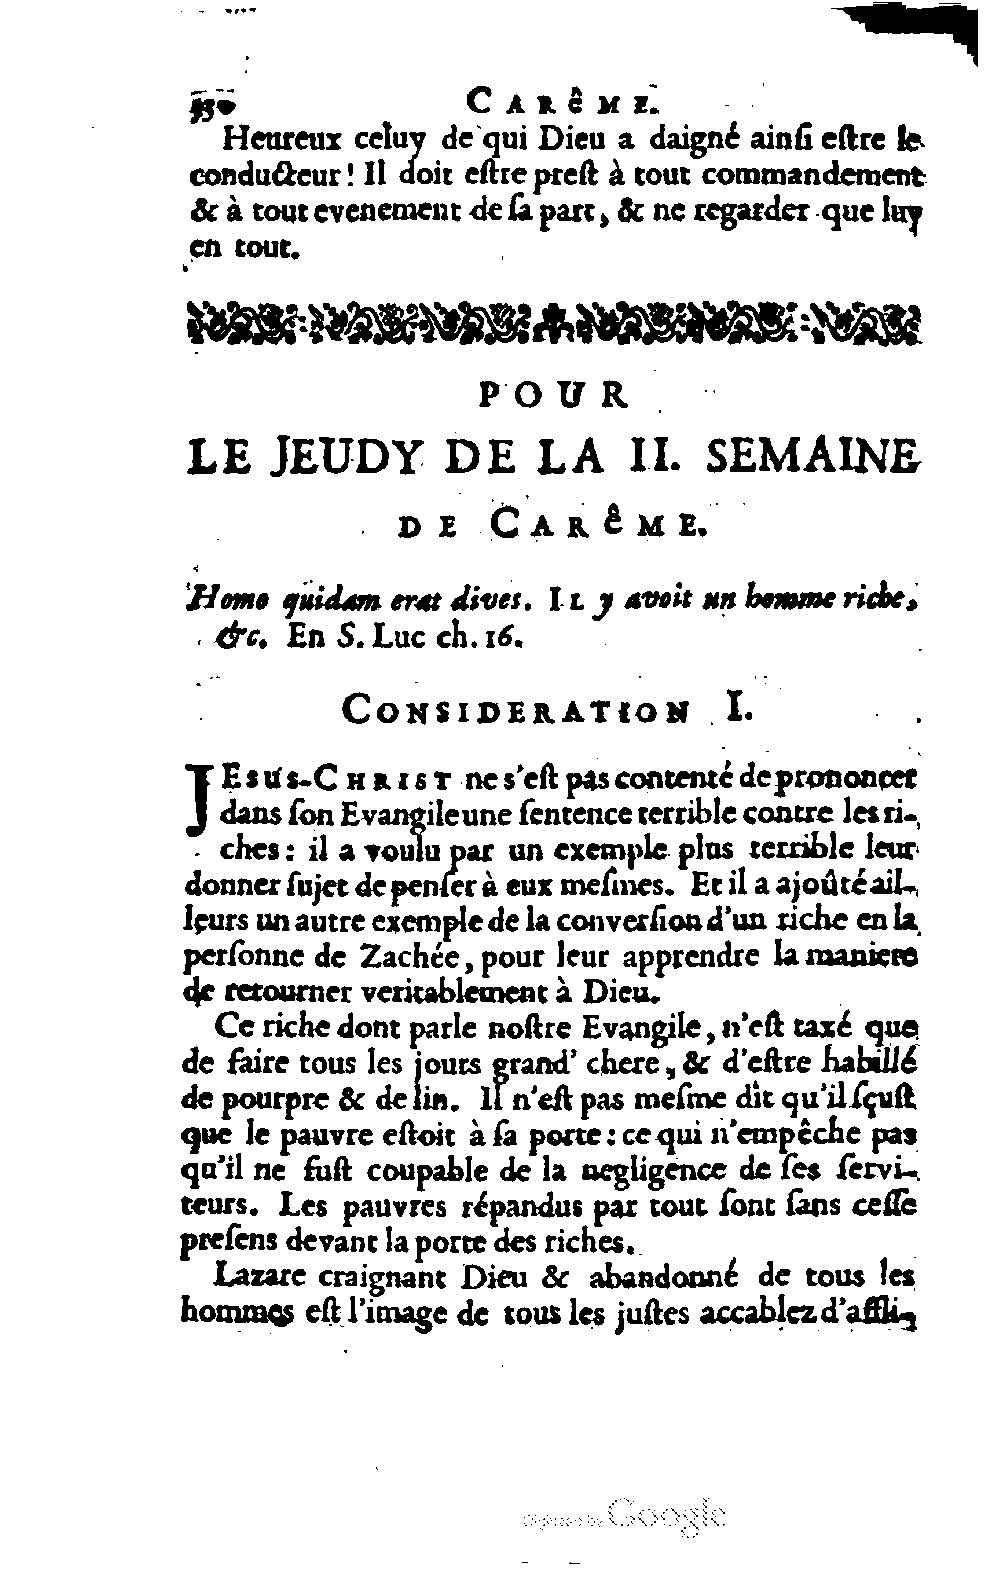 CARêME.
Heureux celuy de qui Dieu a daigné ainſi eſtre le
conducteur! Il doit eſtre preſt à tout commandement
& à tout evenement de ſa part, & ne regarder que luy
en tout.
POUR
LE JEUDY DE LA II. SEMAINE
DE CARêME.
Homo quidam erat dives. IL y avoit un homme riche,
&c. En S. Luc ch. 16.
CONSIDERATION I.
JESUS-CHRIST ne s'eſt pas contenté de prononcer
dans ſon Evangile une ſentence terrible contre les ri-
ches: il a voulu par un exemple plus terrible leur
donner ſujet de penſer à eux meſmes. Et il a ajoûté ail-
leurs un autre exemple de la converſion d'un riche en la
perſonne de Zachée, pour leur apprendre la maniere
de retourner veritablement à Dieu.
Ce riche dont parle noſtre Evangile, n'eſt taxé que
de faire tous les jours grand' chere, & d'eſtre habillé
de pourpre & de lin. Il n'eſt pas meſme dit qu'il ſçuſt
que le pauvre eſtoit à ſa porte: ce qui n'empêche pas
qu'il ne fuſt coupable de la negligence de ſes ſervi-
teurs. Les pauvres répandus par tout ſont ſans ceſſe
preſens devant la porte des riches.
Lazare craignant Dieu & abandonné de tous les
hommes eſt l'image de tous les juſtes accablez d'affli-
Digitized by Google